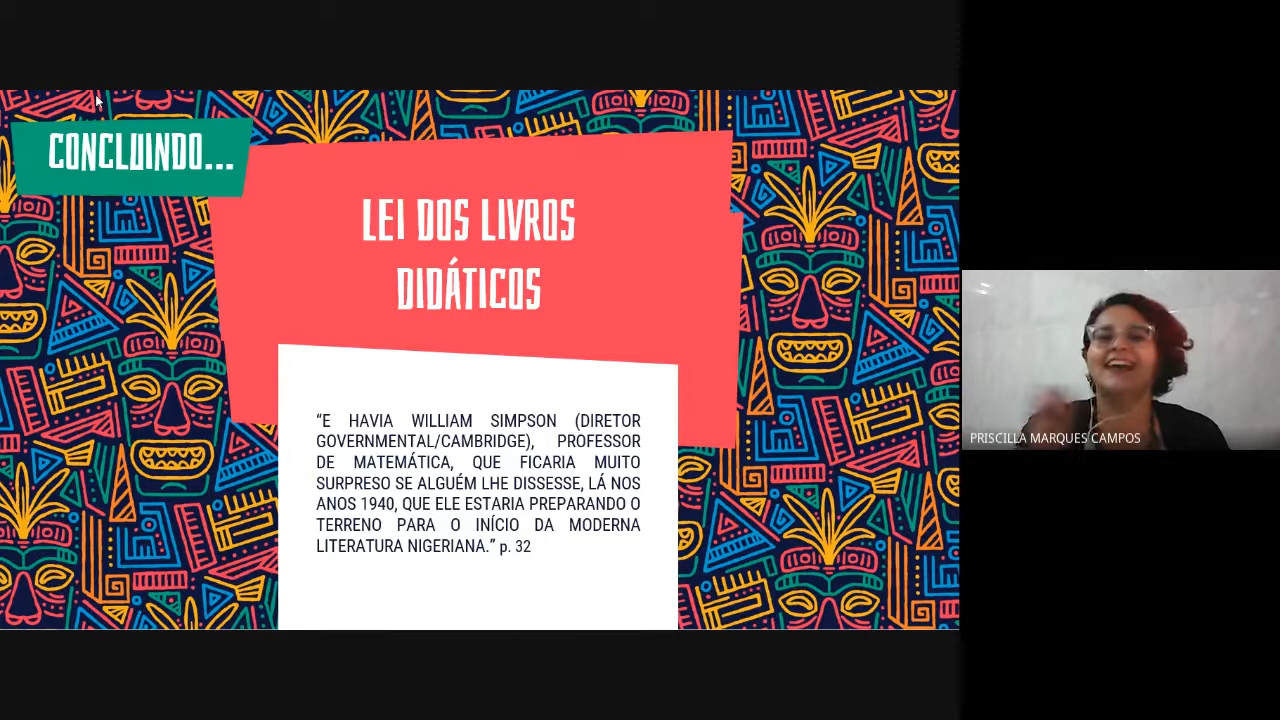 CONCLUINDO...
LEI DOS LIVROS
DIDÁTICOS
“E HAVIA WILLIAM SIMPSON (DIRETOR
GOVERNMENTAL/CAMBRIDGE), PROFESSOR
DE MATEMÁTICA, QUE FICARIA MUITO
SURPRESO SE ALGUÉM LHE DISSESSE, LÁ NOS
ANOS 1940, QUE ELE ESTARIA PREPARANDO O
TERRENO PARA O INÍCIO DA MODERNA
LITERATURA NIGERIANA.” p. 32
PRISCILLA MARQUES CAMPOS